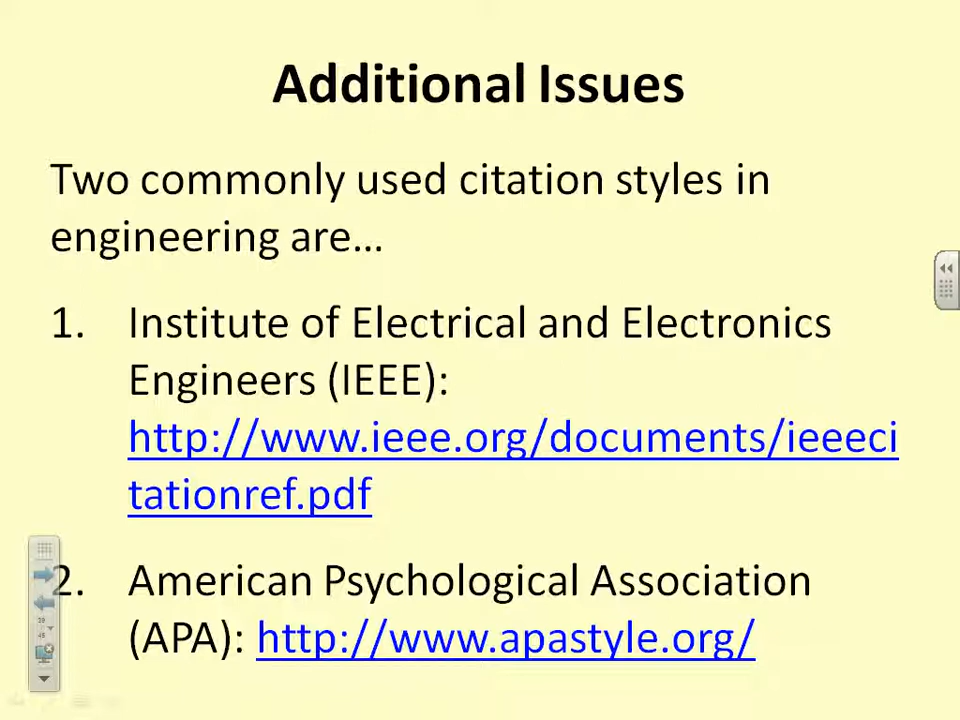 Additional Issues
Two commonly used citation styles in
engineering are…
1. Institute of Electrical and Electronics
Engineers (IEEE):
http://www.ieee.org/documents/ieeeci
tationref.pdf
2. American Psychological Association
(APA): http://www.apastyle.org/